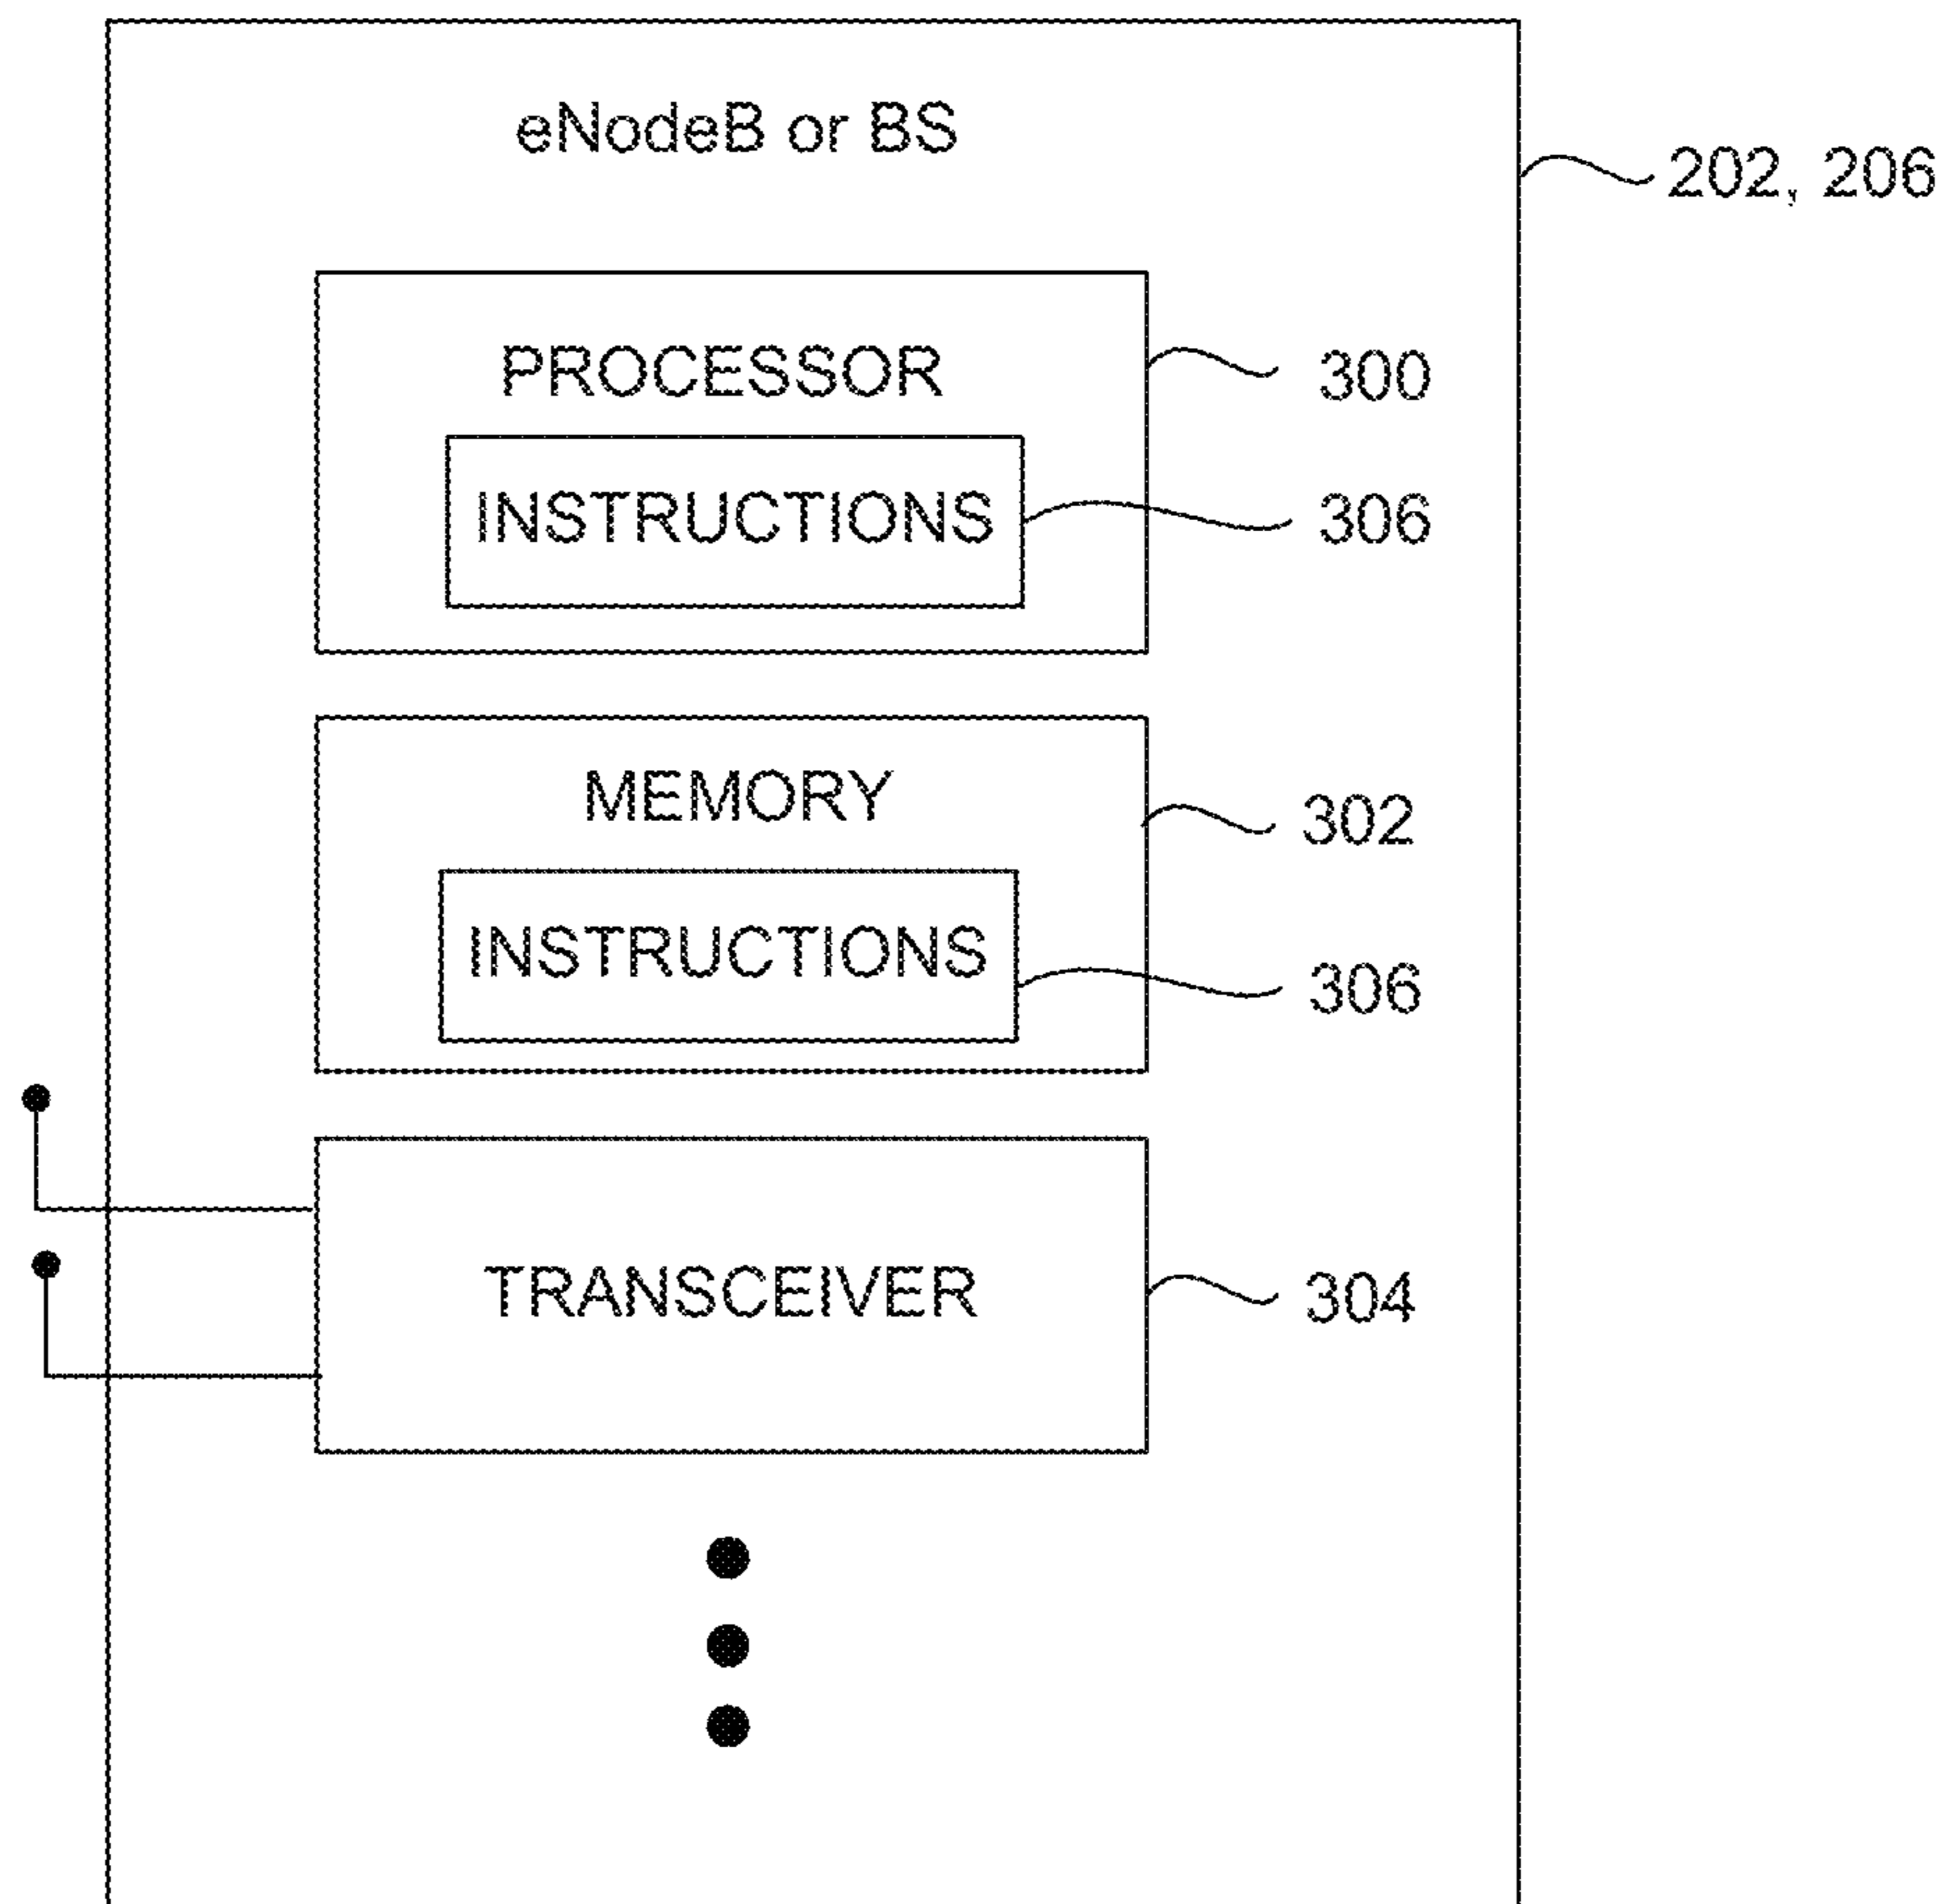 eNodeB or BS
202, 206
PROCESSOR
300
INSTRUCTIONS
306
MEMORY
302
INSTRUCTIONS
306
TRANSCEIVER
304